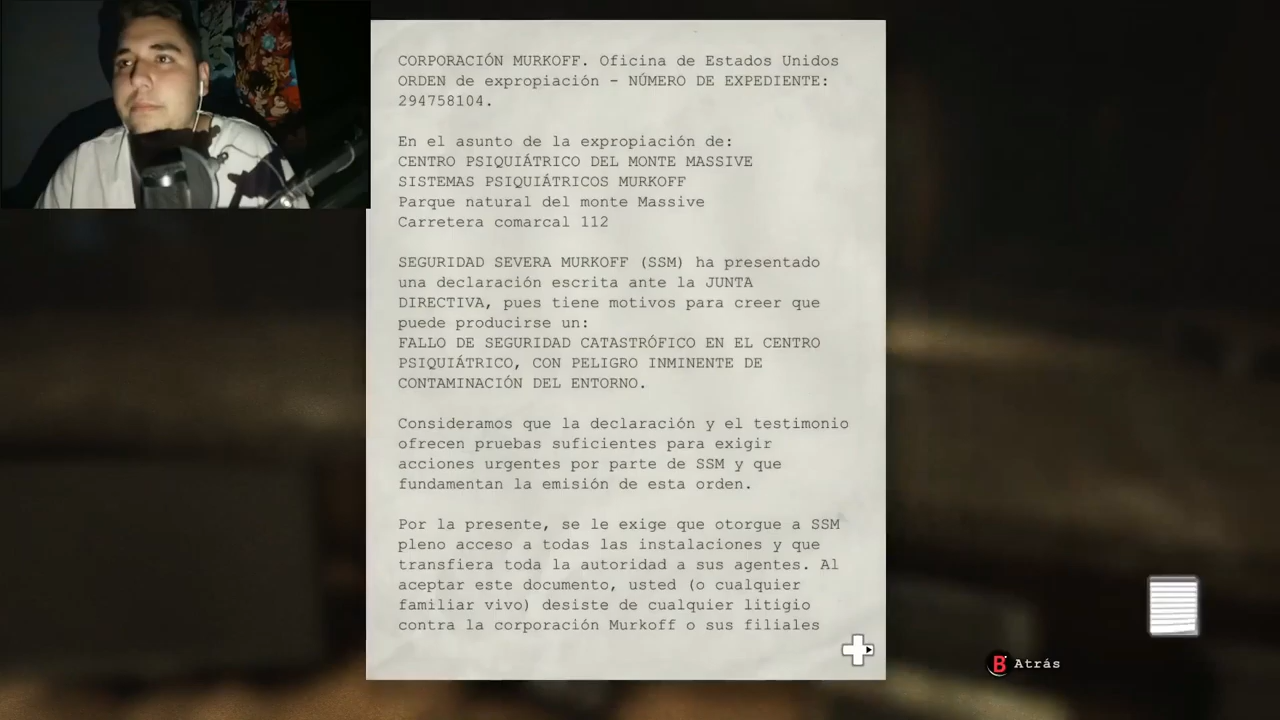 CORPORACIÓN MURKOFF. Oficina de Estados Unidos
ORDEN de expropiación - NÚMERO DE EXPEDIENTE:
294758104.
En el asunto de la expropiación de:
CENTRO PSIQUIÁTRICO DEL MONTE MASSIVE
SISTEMAS PSIQUIÁTRICOS MURKOFF
Parque natural del monte Massive
Carretera comarcal 112
SEGURIDAD SEVERA MURKOFF (SSM) ha presentado
una declaración escrita ante la JUNTA
DIRECTIVA, pues tiene motivos para creer que
puede producirse un:
FALLO DE SEGURIDAD CATASTRÓFICO EN EL CENTRO
PSIQUIÁTRICO, CON PELIGRO INMINENTE DE
CONTAMINACIÓN DEL ENTORNO.
Consideramos que la declaración y el testimonio
ofrecen pruebas suficientes para exigir
acciones urgentes por parte de SSM y que
fundamentan la emisión de esta orden.
Por la presente, se le exige que otorgue a SSM
pleno acceso a todas las instalaciones y que
transfiera toda la autoridad a sus agentes. Al
aceptar este documento, usted (o cualquier
familiar vivo) desiste de cualquier litigio
contra la corporación Murkoff o sus filiales
B Atrás